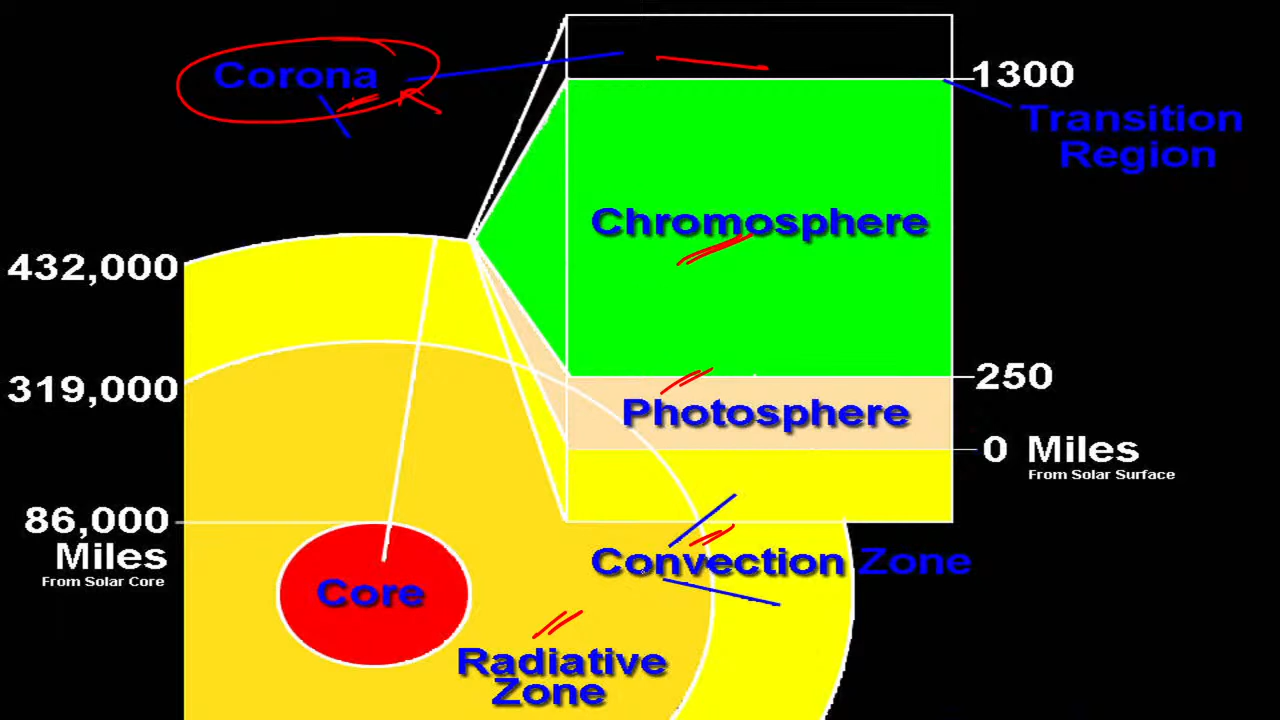 Corona
1300
Transition
Region
Chromosphere
432,000
250
319,000
Photosphere
0 Miles
From Solar Surface
86,000
Miles
From Solar Core
Convection Zone
Core
Radiative
Zone